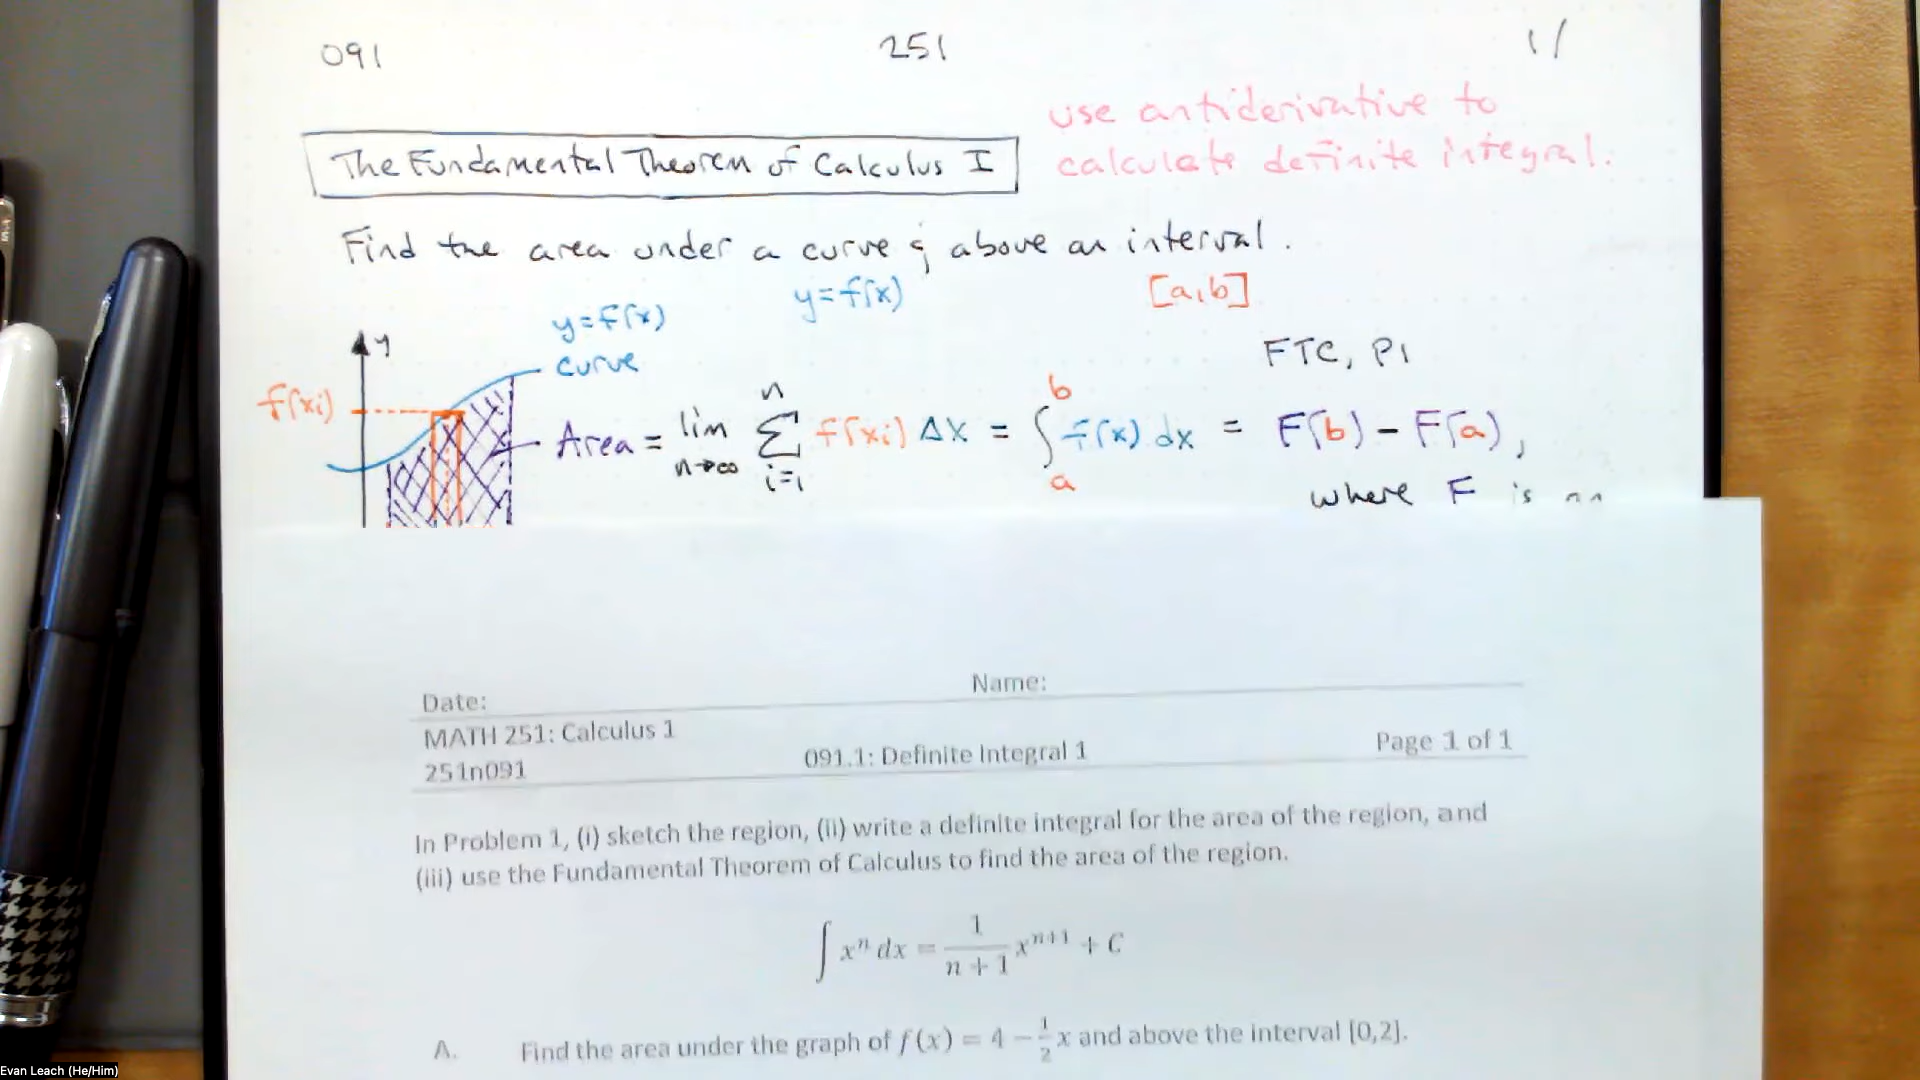 091 251 1/
use antiderivative to
calculate definite integral.
The Fundamental Theorem of Calculus I
Find the area under a curve & above an interval.
y=f(x) [a,b]
y=f(x)
curve
y
FTC, P1
f(xi)
Area = lim n→∞ n Σ i=1 f(xi) Δx = ∫ b a f(x) dx = F(b) - F(a),
where F is an
Date: Name:
MATH 251: Calculus 1
251n091 091.1: Definite Integral 1 Page 1 of 1
In Problem 1, (i) sketch the region, (ii) write a definite integral for the area of the region, and
(iii) use the Fundamental Theorem of Calculus to find the area of the region.
∫ xⁿ dx = 1/(n + 1) xⁿ⁺¹ + C
A. Find the area under the graph of f(x) = 4 − 1/2 x and above the interval [0,2].
Evan Leach (He/Him)